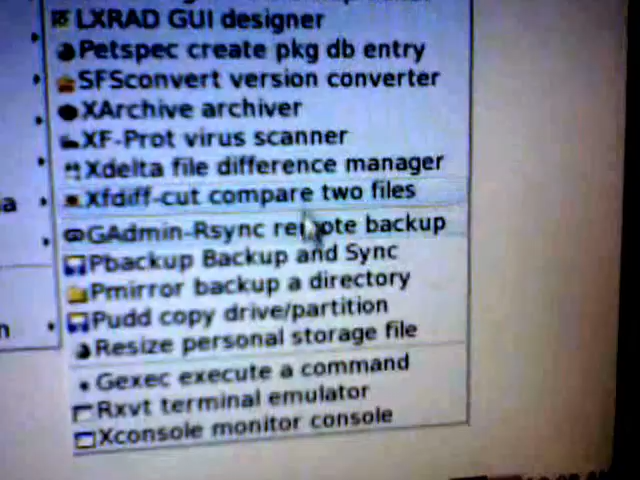 LXRAD GUI designer
Petspec create pkg db entry
SFSconvert version converter
XArchive archiver
XF-Prot virus scanner
Xdelta file difference manager
Xfdiff-cut compare two files
GAdmin-Rsync remote backup
Pbackup Backup and Sync
Pmirror backup a directory
Pudd copy drive/partition
Resize personal storage file
Gexec execute a command
Rxvt terminal emulator
Xconsole monitor console